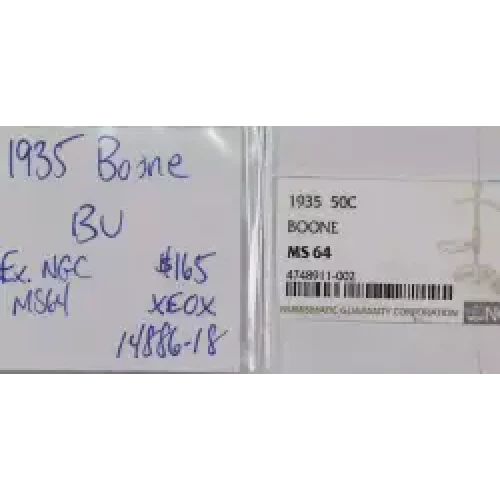 1935 Boone
BU
Ex. NGC $165
MS64 XEOX
14886-18
1935 50C
BOONE
MS 64
4748911-002
NUMISMATIC GUARANTY CORPORATION NGC